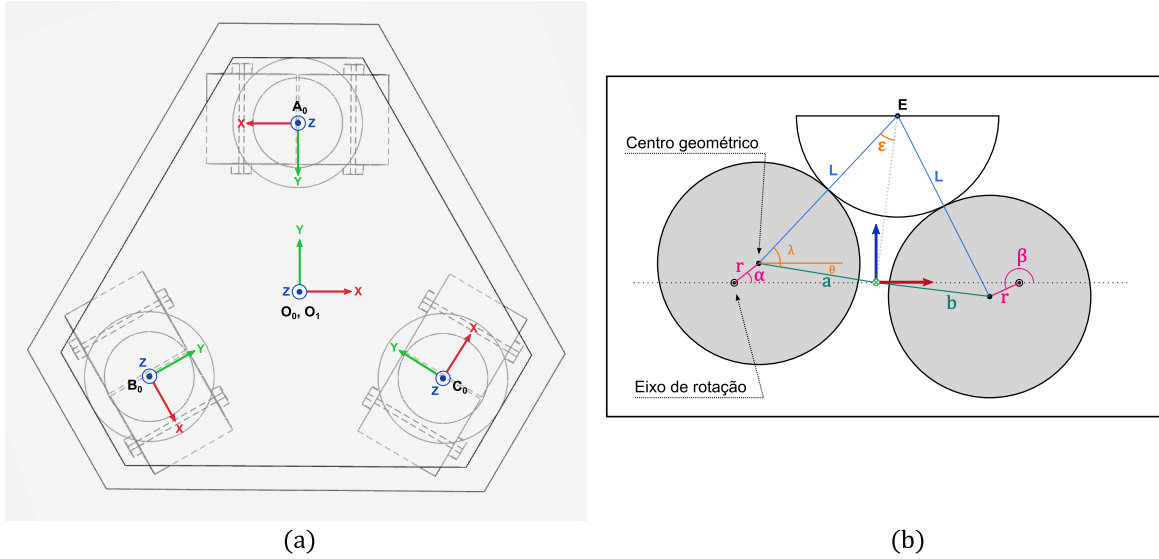 A₀
X
Z
Y
Y
X
O₀, O₁
Z
Y
B₀
X
X
Y
Z
C₀
(a)
E
Centro geométrico
ε
L
L
λ
θ
r
α
a
b
β
r
Eixo de rotação
(b)